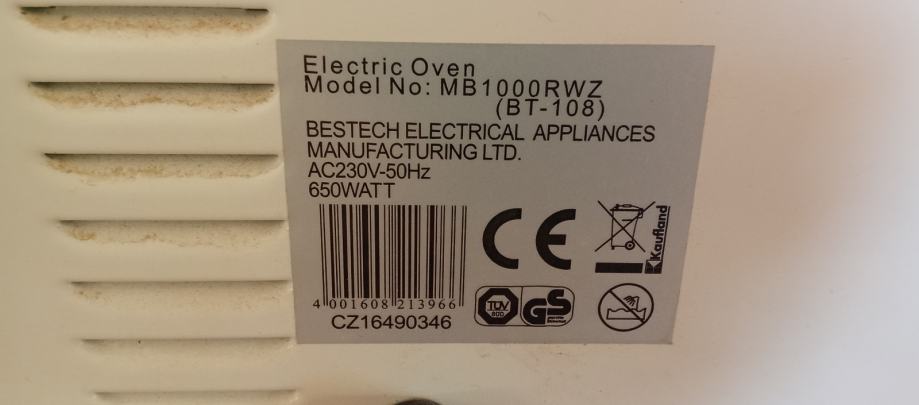 Electric Oven
Model No: MB1000RWZ
(BT-108)
BESTECH ELECTRICAL APPLIANCES
MANUFACTURING LTD.
AC230V-50Hz
650WATT
CE
Kaufland
4 001608 213966
TÜV
GS
CZ16490346